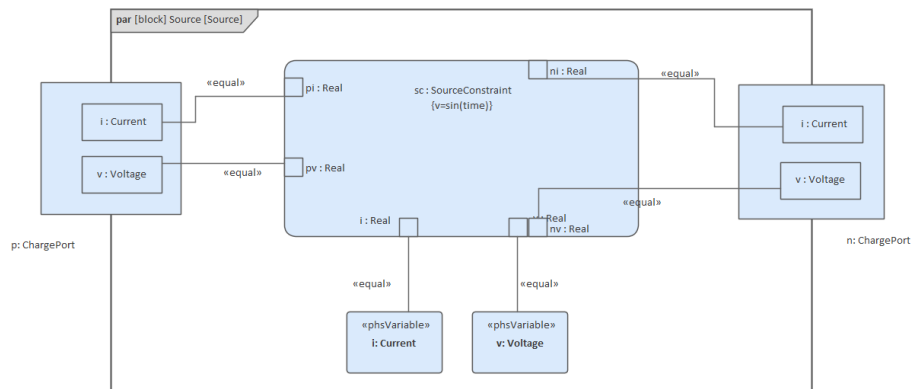 par [block] Source [Source]
«equal»
pi : Real
sc : SourceConstraint
{v=sin(time)}
ni : Real
«equal»
i : Current
i : Current
«equal»
pv : Real
v : Voltage
v : Voltage
«equal»
i : Real
nv : Real
p: ChargePort
n: ChargePort
«equal»
«equal»
«phsVariable»
i: Current
«phsVariable»
v: Voltage